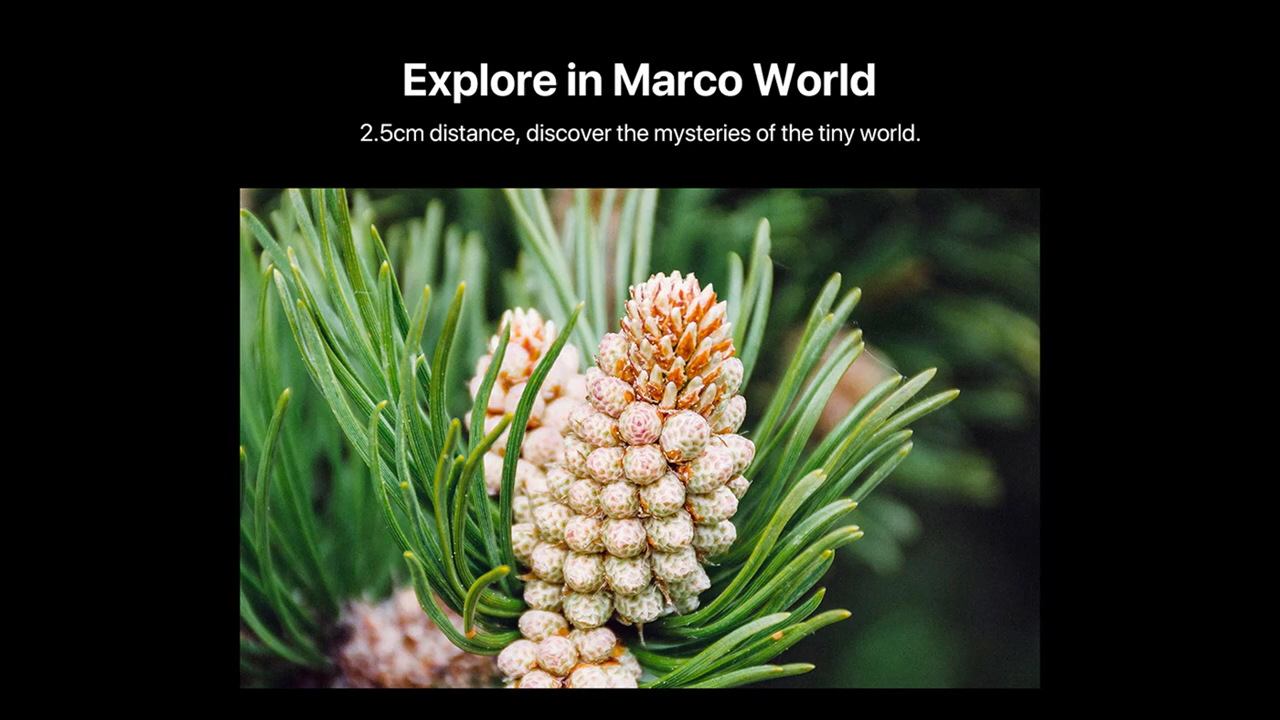 Explore in Marco World
2.5cm distance, discover the mysteries of the tiny world.